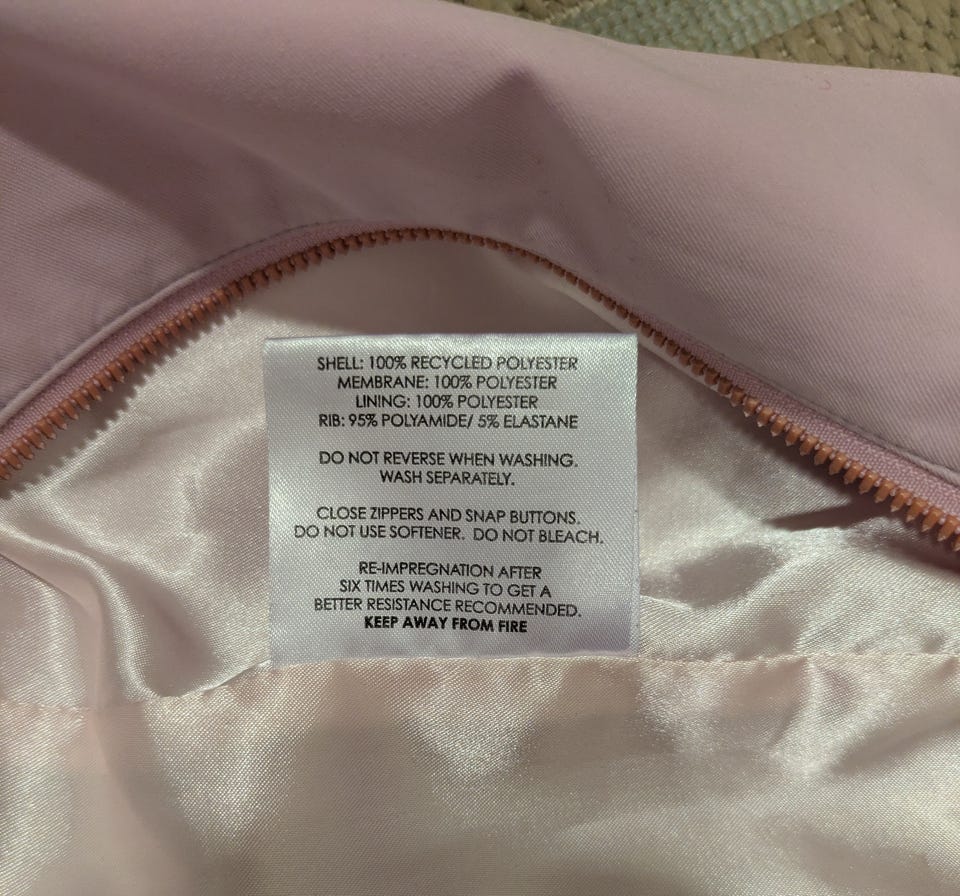 SHELL: 100% RECYCLED POLYESTER
MEMBRANE: 100% POLYESTER
LINING: 100% POLYESTER
RIB: 95% POLYAMIDE/ 5% ELASTANE
DO NOT REVERSE WHEN WASHING.
WASH SEPARATELY.
CLOSE ZIPPERS AND SNAP BUTTONS.
DO NOT USE SOFTENER. DO NOT BLEACH.
RE-IMPREGNATION AFTER
SIX TIMES WASHING TO GET A
BETTER RESISTANCE RECOMMENDED.
KEEP AWAY FROM FIRE